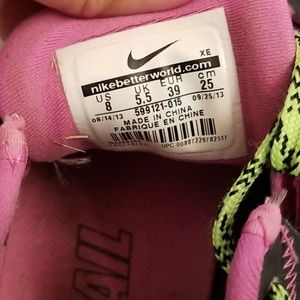 XE
nikebetterworld.com
US UK EUR cm
8 5.5 39 25
08/14/13 599121-015 09/25/13
MADE IN CHINA
FABRIQUE EN CHINE
UPC 00887229782517